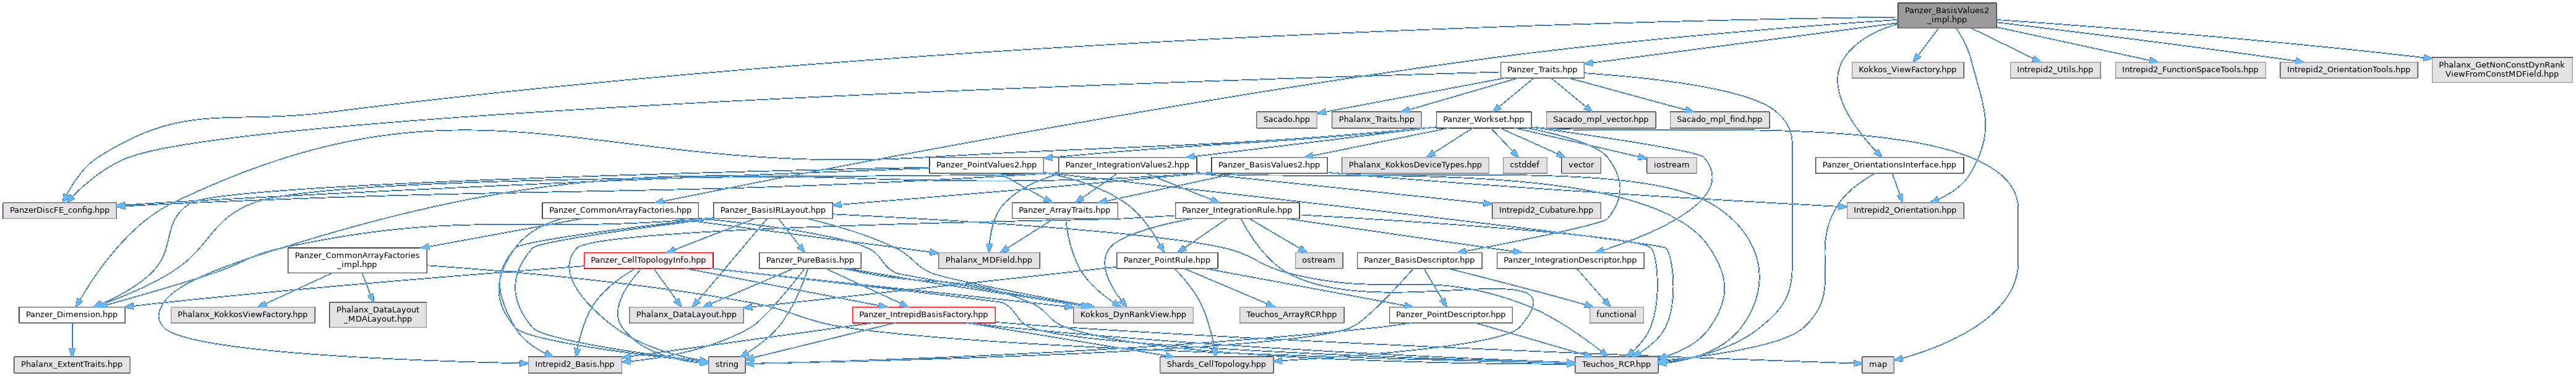 Panzer_BasisValues2
_impl.hpp
Panzer_Traits.hpp
Kokkos_ViewFactory.hpp
Intrepid2_Utils.hpp
Intrepid2_FunctionSpaceTools.hpp
Intrepid2_OrientationTools.hpp
Phalanx_GetNonConstDynRank
ViewFromConstMDField.hpp
Sacado.hpp
Phalanx_Traits.hpp
Panzer_Workset.hpp
Sacado_mpl_vector.hpp
Sacado_mpl_find.hpp
Panzer_PointValues2.hpp
Panzer_IntegrationValues2.hpp
Panzer_BasisValues2.hpp
Phalanx_KokkosDeviceTypes.hpp
cstddef
vector
iostream
Panzer_OrientationsInterface.hpp
PanzerDiscFE_config.hpp
Panzer_CommonArrayFactories.hpp
Panzer_BasisIRLayout.hpp
Panzer_ArrayTraits.hpp
Panzer_IntegrationRule.hpp
Intrepid2_Cubature.hpp
Intrepid2_Orientation.hpp
Panzer_CommonArrayFactories
_impl.hpp
Panzer_CellTopologyInfo.hpp
Panzer_PureBasis.hpp
Phalanx_MDField.hpp
Panzer_PointRule.hpp
ostream
Panzer_BasisDescriptor.hpp
Panzer_IntegrationDescriptor.hpp
Panzer_Dimension.hpp
Phalanx_KokkosViewFactory.hpp
Phalanx_DataLayout
_MDALayout.hpp
Phalanx_DataLayout.hpp
Panzer_IntrepidBasisFactory.hpp
Kokkos_DynRankView.hpp
Teuchos_ArrayRCP.hpp
Panzer_PointDescriptor.hpp
functional
Phalanx_ExtentTraits.hpp
Intrepid2_Basis.hpp
string
Shards_CellTopology.hpp
Teuchos_RCP.hpp
map